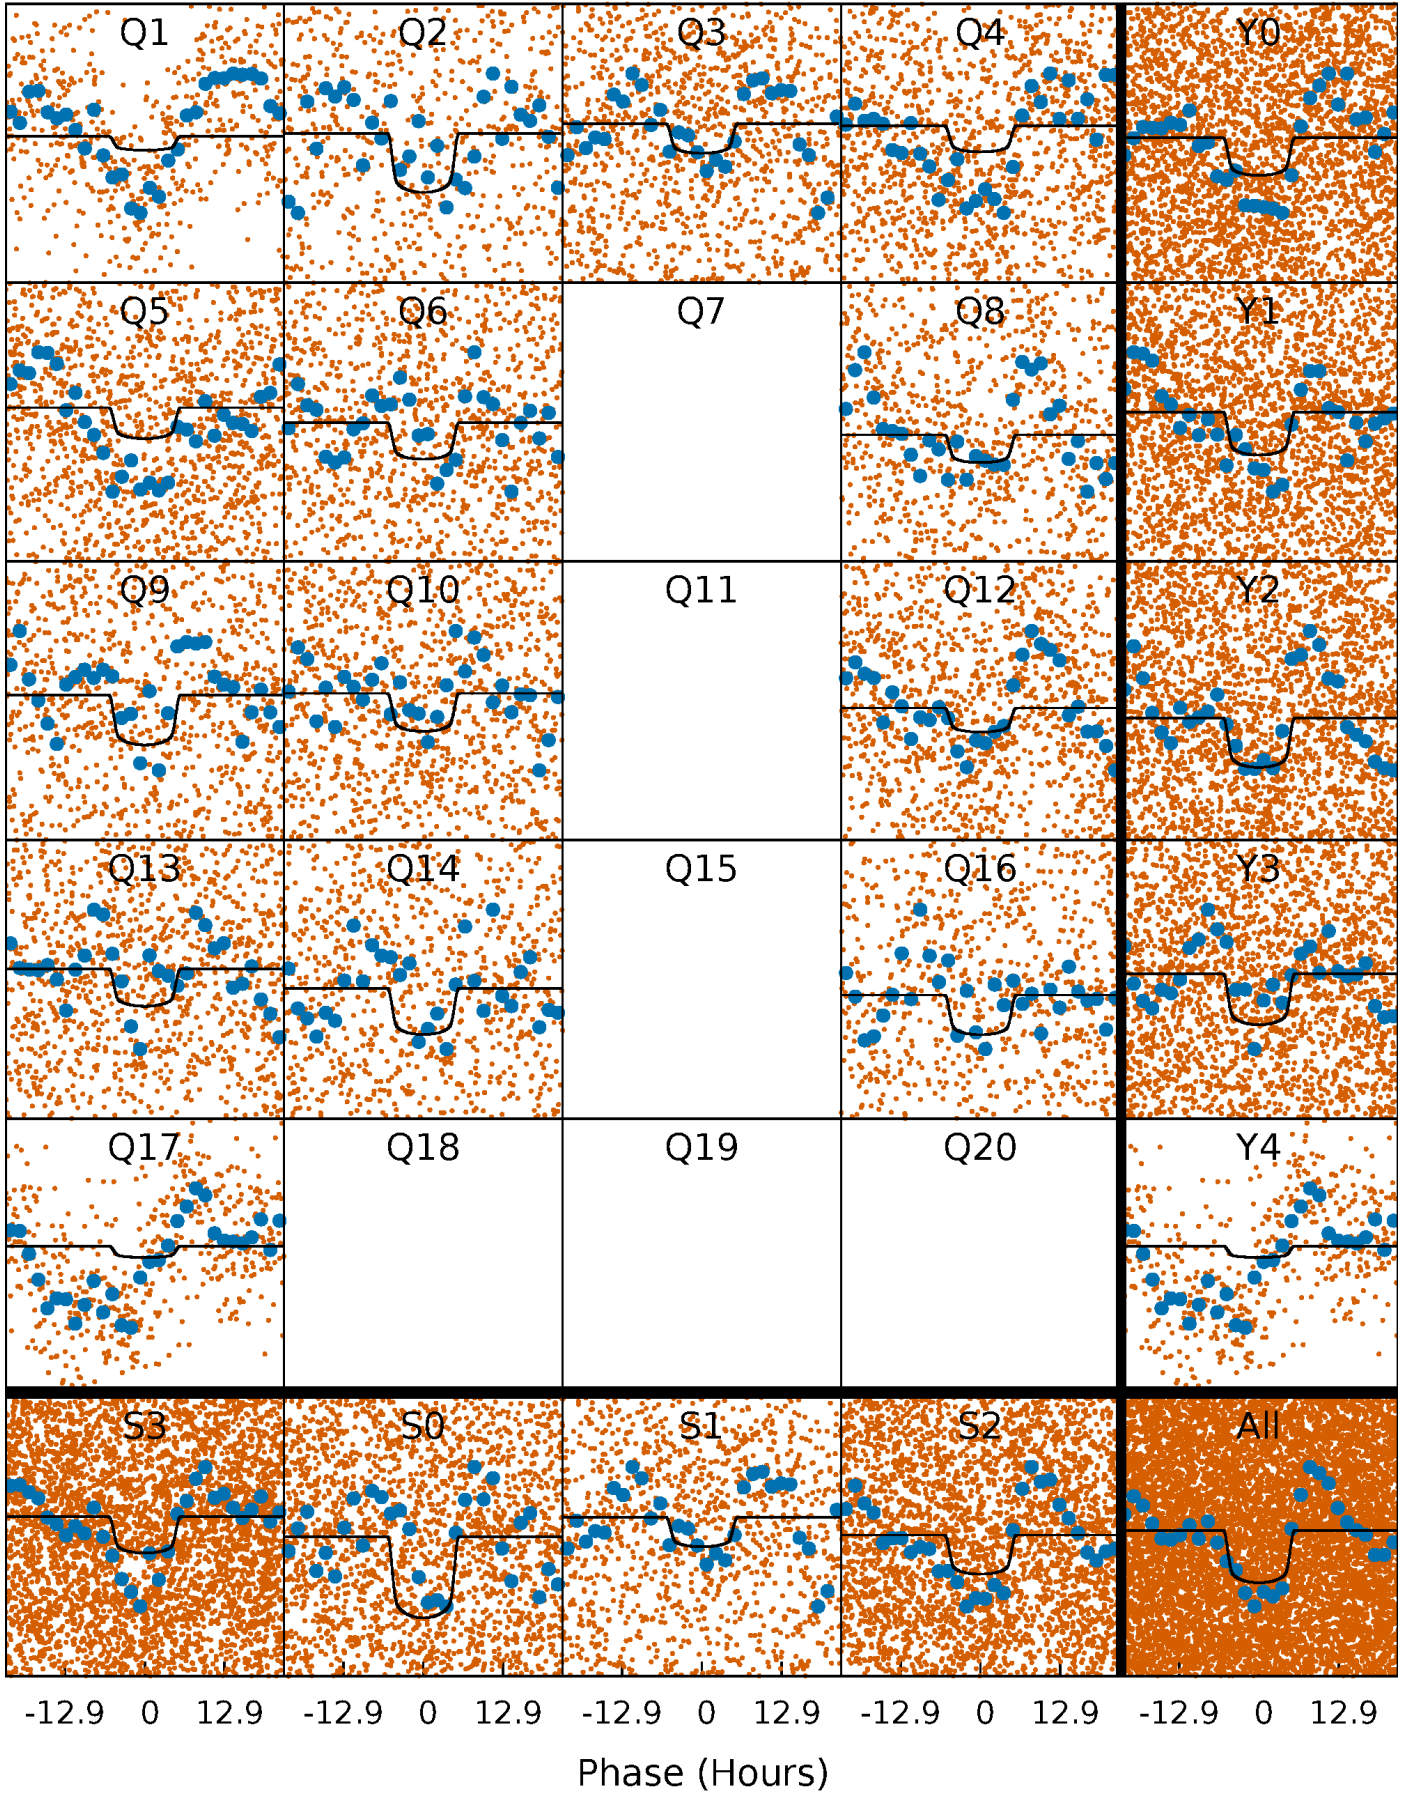 Q1 Q2 Q3 Q4 Y0
Q5 Q6 Q7 Q8 Y1
Q9 Q10 Q11 Q12 Y2
Q13 Q14 Q15 Q16 Y3
Q17 Q18 Q19 Q20 Y4
S3 S0 S1 S2 All
-12.9 0 12.9 -12.9 0 12.9 -12.9 0 12.9 -12.9 0 12.9 -12.9 0 12.9
Phase (Hours)